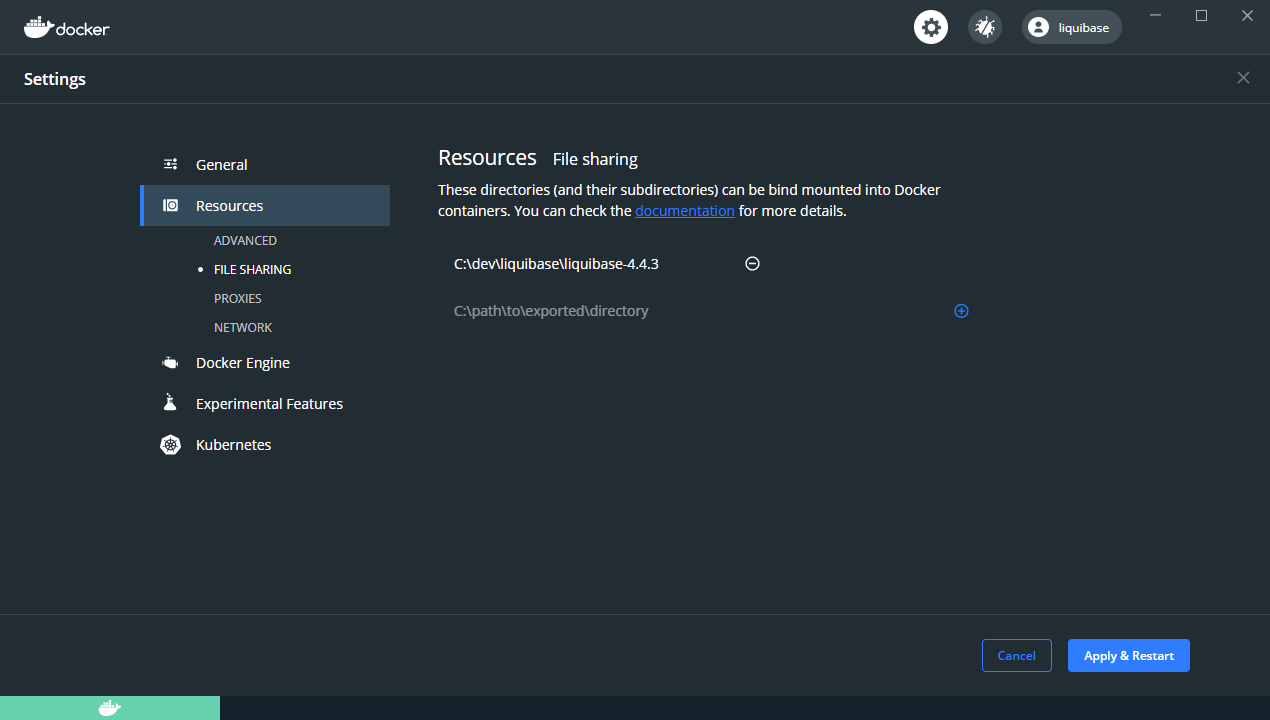 docker
liquibase
Settings
General
Resources
ADVANCED
FILE SHARING
PROXIES
NETWORK
Docker Engine
Experimental Features
Kubernetes
Resources File sharing
These directories (and their subdirectories) can be bind mounted into Docker
containers. You can check the documentation for more details.
C:\dev\liquibase\liquibase-4.4.3
C:\path\to\exported\directory
Cancel
Apply & Restart